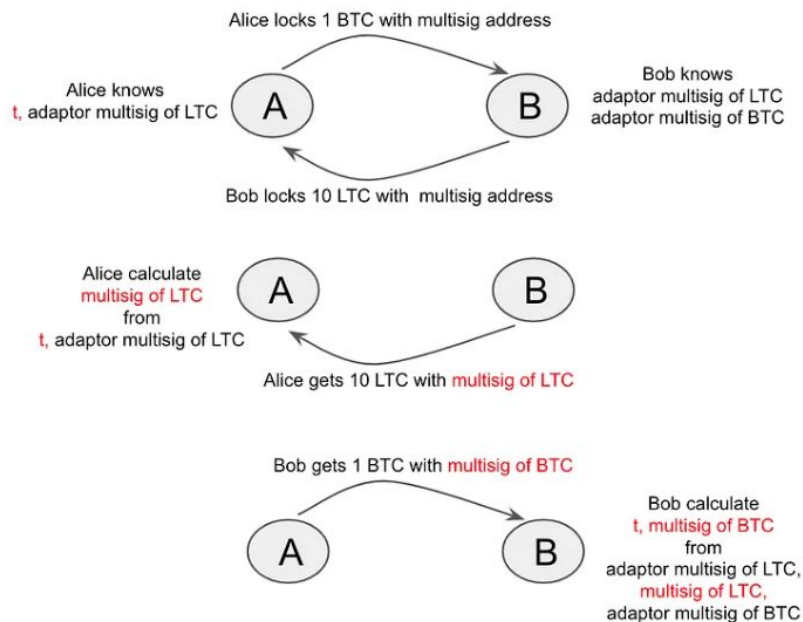 Alice locks 1 BTC with multisig address
Alice knows
t, adaptor multisig of LTC
A
B
Bob knows
adaptor multisig of LTC
adaptor multisig of BTC
Bob locks 10 LTC with multisig address
Alice calculate
multisig of LTC
from
t, adaptor multisig of LTC
A
B
Alice gets 10 LTC with multisig of LTC
Bob gets 1 BTC with multisig of BTC
A
B
Bob calculate
t, multisig of BTC
from
adaptor multisig of LTC,
multisig of LTC,
adaptor multisig of BTC